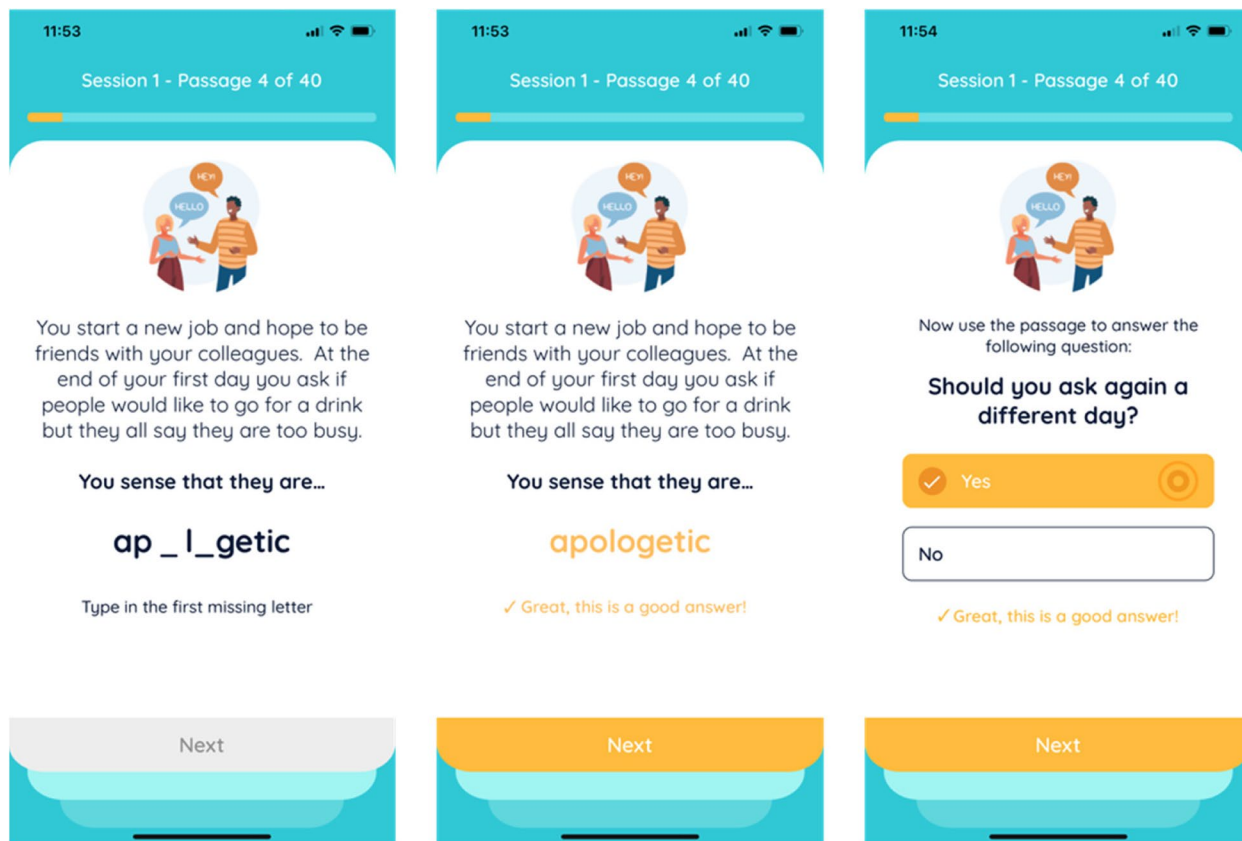 11:53
Session 1 - Passage 4 of 40
HEY!
HELLO
You start a new job and hope to be
friends with your colleagues. At the
end of your first day you ask if
people would like to go for a drink
but they all say they are too busy.
You sense that they are...
ap _ l_getic
Type in the first missing letter
Next
11:53
Session 1 - Passage 4 of 40
HEY!
HELLO
You start a new job and hope to be
friends with your colleagues. At the
end of your first day you ask if
people would like to go for a drink
but they all say they are too busy.
You sense that they are...
apologetic
✓ Great, this is a good answer!
Next
11:54
Session 1 - Passage 4 of 40
HEY!
HELLO
Now use the passage to answer the
following question:
Should you ask again a
different day?
Yes
No
✓ Great, this is a good answer!
Next